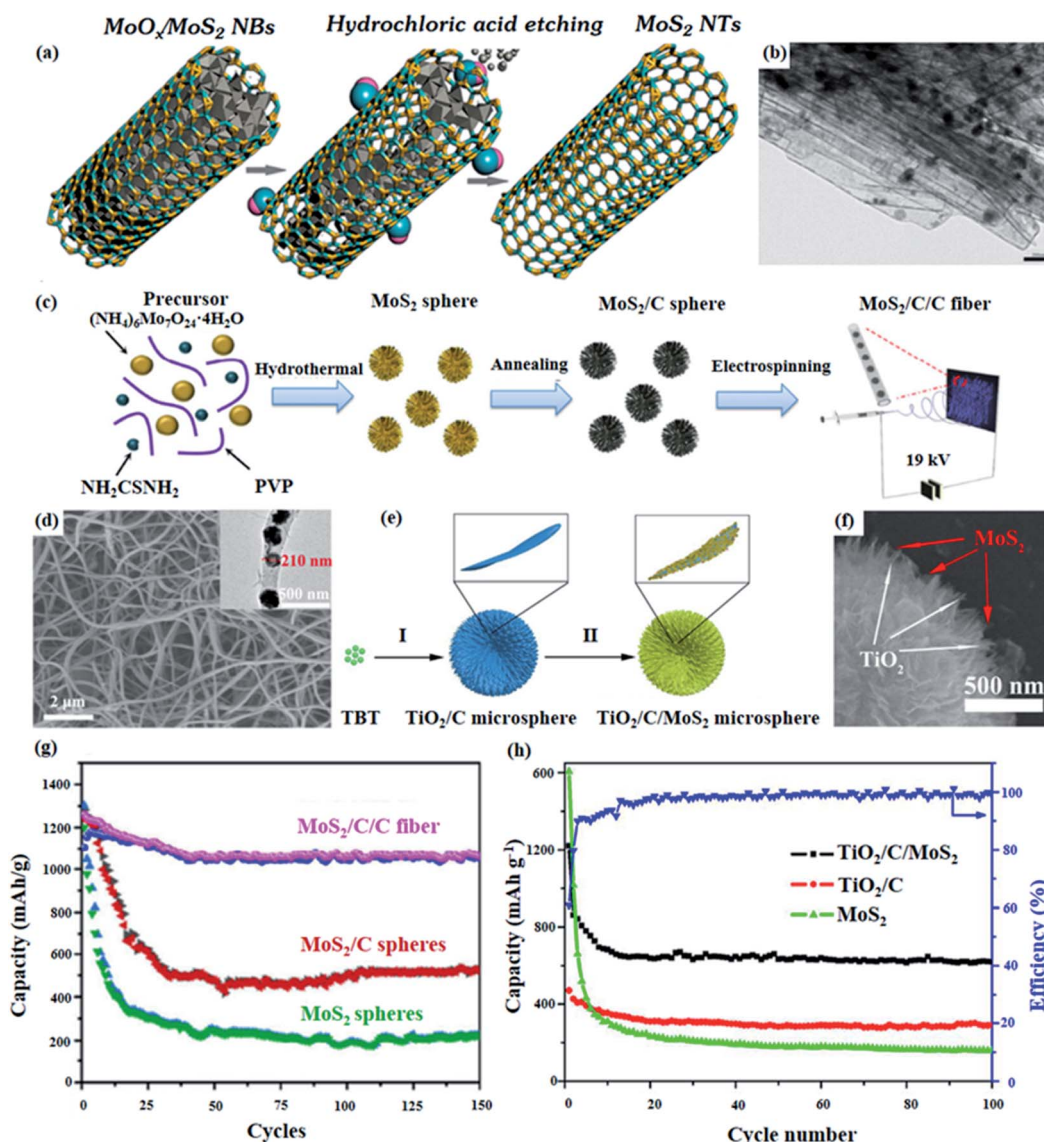 (a) MoOx/MoS2 NBs Hydrochloric acid etching MoS2 NTs (b)
(c) Precursor
(NH4)6Mo7O24·4H2O
MoS2 sphere
MoS2/C sphere
MoS2/C/C fiber
Hydrothermal
Annealing
Electrospinning
19 kV
NH2CSNH2
PVP
(d)
210 nm
500 nm
2 μm
(e)
I
II
TBT
TiO2/C microsphere
TiO2/C/MoS2 microsphere
(f)
MoS2
TiO2
500 nm
(g)
1400
1200
1000
800
600
400
200
0
Capacity (mAh/g)
MoS2/C/C fiber
MoS2/C spheres
MoS2 spheres
0 25 50 75 100 125 150
Cycles
(h)
600
1200
800
400
0
Capacity (mAh g-1)
TiO2/C/MoS2
TiO2/C
MoS2
100
80
60
40
20
0
Efficiency (%)
0 20 40 60 80 100
Cycle number